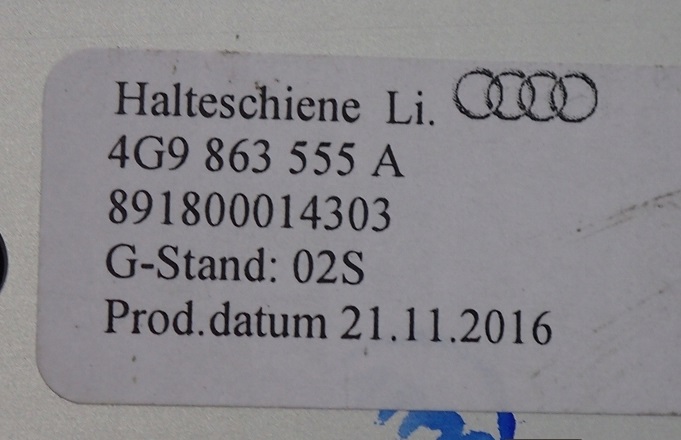 Halteschiene Li.
4G9 863 555 A
891800014303
G-Stand: 02S
Prod.datum 21.11.2016